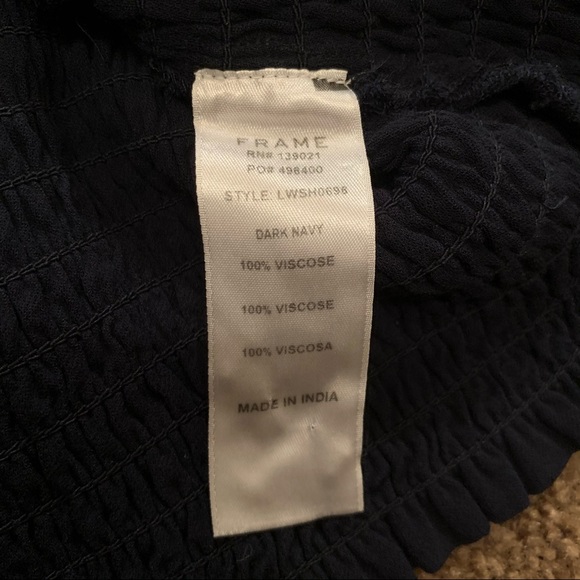 FRAME
RN# 139021
PO# 498400
STYLE: LWSH0698
DARK NAVY
100% VISCOSE
100% VISCOSE
100% VISCOSA
MADE IN INDIA